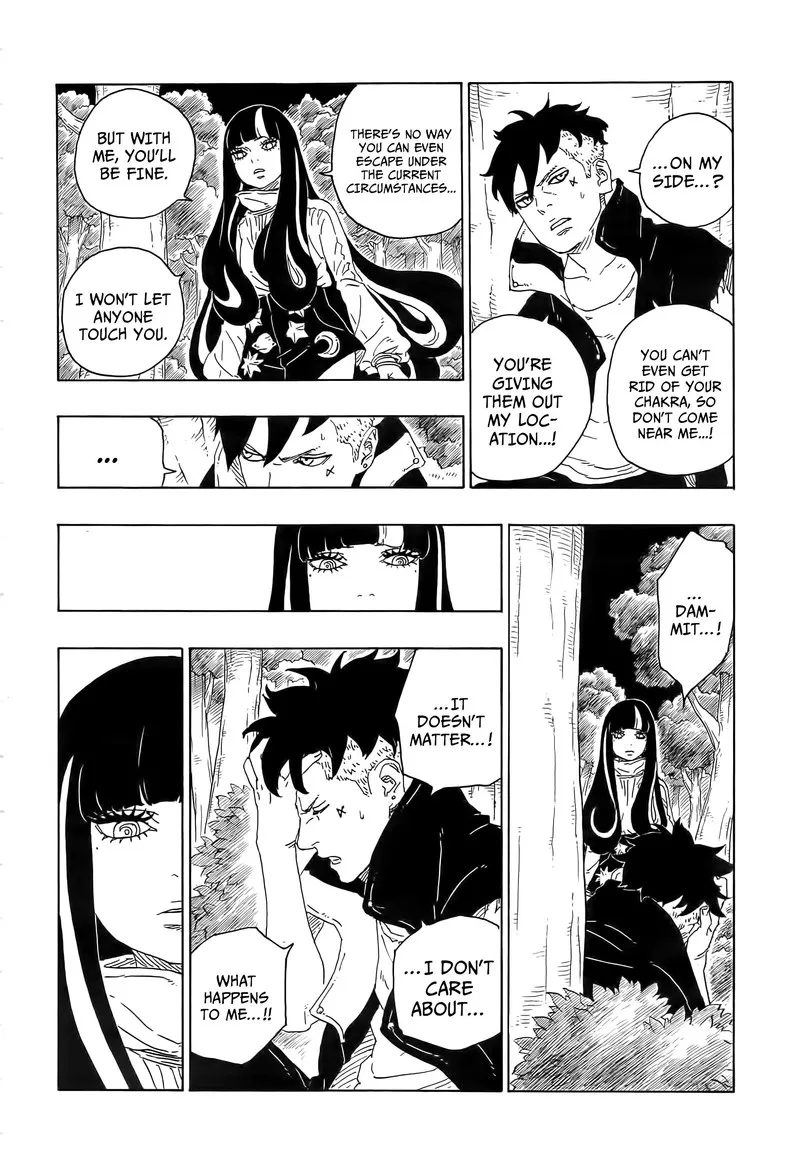 ...ON MY
SIDE...?
YOU CAN'T
EVEN GET
RID OF YOUR
CHAKRA, SO
DON'T COME
NEAR ME...!
YOU'RE
GIVING
THEM OUT
MY LOC-
ATION...!
THERE'S NO WAY
YOU CAN EVEN
ESCAPE UNDER
THE CURRENT
CIRCUMSTANCES...
BUT WITH
ME, YOU'LL
BE FINE.
I WON'T LET
ANYONE
TOUCH YOU.
...
...
DAM-
MIT...!
...IT
DOESN'T
MATTER...!
...I DON'T
CARE
ABOUT...
WHAT
HAPPENS
TO ME...!!